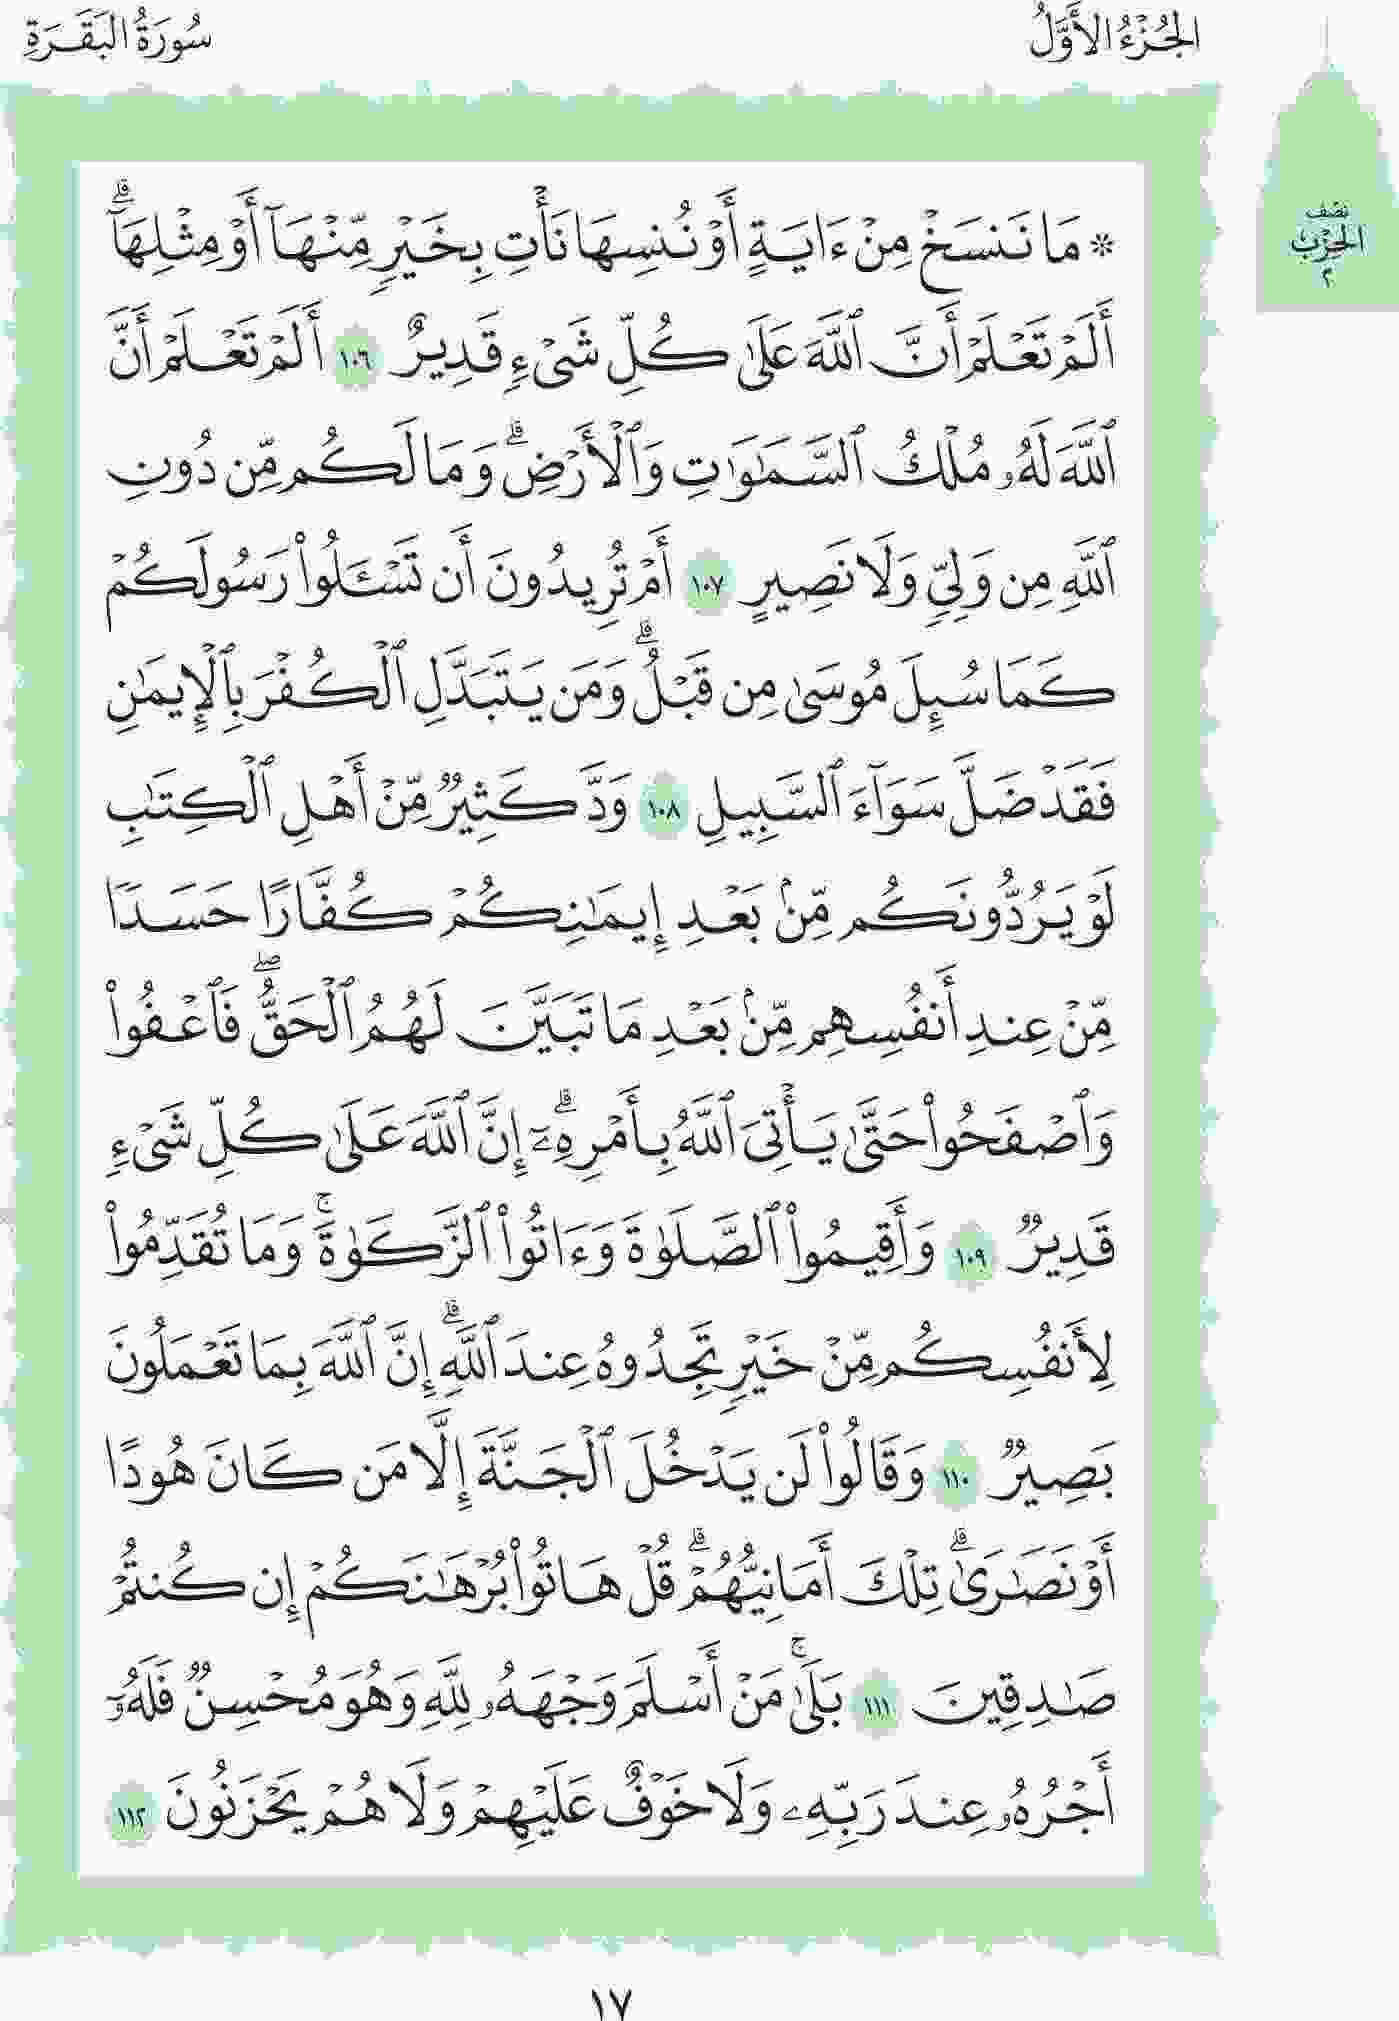 الجُزْءُ الأَوَّلُ
سُورَةُ البَقَرَةِ
نصف
الحزب
٢
* مَا نَنسَخْ مِنْ ءَايَةٍ أَوْ نُنسِهَا نَأْتِ بِخَيْرٍ مِّنْهَآ أَوْ مِثْلِهَآۗ
أَلَمْ تَعْلَمْ أَنَّ ٱللَّهَ عَلَىٰ كُلِّ شَىْءٍ قَدِيرٌ ١٠٦ أَلَمْ تَعْلَمْ أَنَّ
ٱللَّهَ لَهُۥ مُلْكُ ٱلسَّمَٰوَٰتِ وَٱلْأَرْضِۗ وَمَا لَكُم مِّن دُونِ
ٱللَّهِ مِن وَلِىٍّ وَلَا نَصِيرٍ ١٠٧ أَمْ تُرِيدُونَ أَن تَسْـَٔلُوا۟ رَسُولَكُمْ
كَمَا سُئِلَ مُوسَىٰ مِن قَبْلُۗ وَمَن يَتَبَدَّلِ ٱلْكُفْرَ بِٱلْإِيمَٰنِ
فَقَدْ ضَلَّ سَوَآءَ ٱلسَّبِيلِ ١٠٨ وَدَّ كَثِيرٌ مِّنْ أَهْلِ ٱلْكِتَٰبِ
لَوْ يَرُدُّونَكُم مِّنۢ بَعْدِ إِيمَٰنِكُمْ كُفَّارًا حَسَدًا
مِّنْ عِندِ أَنفُسِهِم مِّنۢ بَعْدِ مَا تَبَيَّنَ لَهُمُ ٱلْحَقُّۖ فَٱعْفُوا۟
وَٱصْفَحُوا۟ حَتَّىٰ يَأْتِىَ ٱللَّهُ بِأَمْرِهِۦٓۗ إِنَّ ٱللَّهَ عَلَىٰ كُلِّ شَىْءٍ
قَدِيرٌ ١٠٩ وَأَقِيمُوا۟ ٱلصَّلَوٰةَ وَءَاتُوا۟ ٱلزَّكَوٰةَۚ وَمَا تُقَدِّمُوا۟
لِأَنفُسِكُم مِّنْ خَيْرٍ تَجِدُوهُ عِندَ ٱللَّهِۗ إِنَّ ٱللَّهَ بِمَا تَعْمَلُونَ
بَصِيرٌ ١١٠ وَقَالُوا۟ لَن يَدْخُلَ ٱلْجَنَّةَ إِلَّا مَن كَانَ هُودًا
أَوْ نَصَٰرَىٰۗ تِلْكَ أَمَانِيُّهُمْۗ قُلْ هَاتُوا۟ بُرْهَٰنَكُمْ إِن كُنتُمْ
صَٰدِقِينَ ١١١ بَلَىٰۚ مَنْ أَسْلَمَ وَجْهَهُۥ لِلَّهِ وَهُوَ مُحْسِنٌ فَلَهُۥٓ
أَجْرُهُۥ عِندَ رَبِّهِۦ وَلَا خَوْفٌ عَلَيْهِمْ وَلَا هُمْ يَحْزَنُونَ ١١٢
١٧